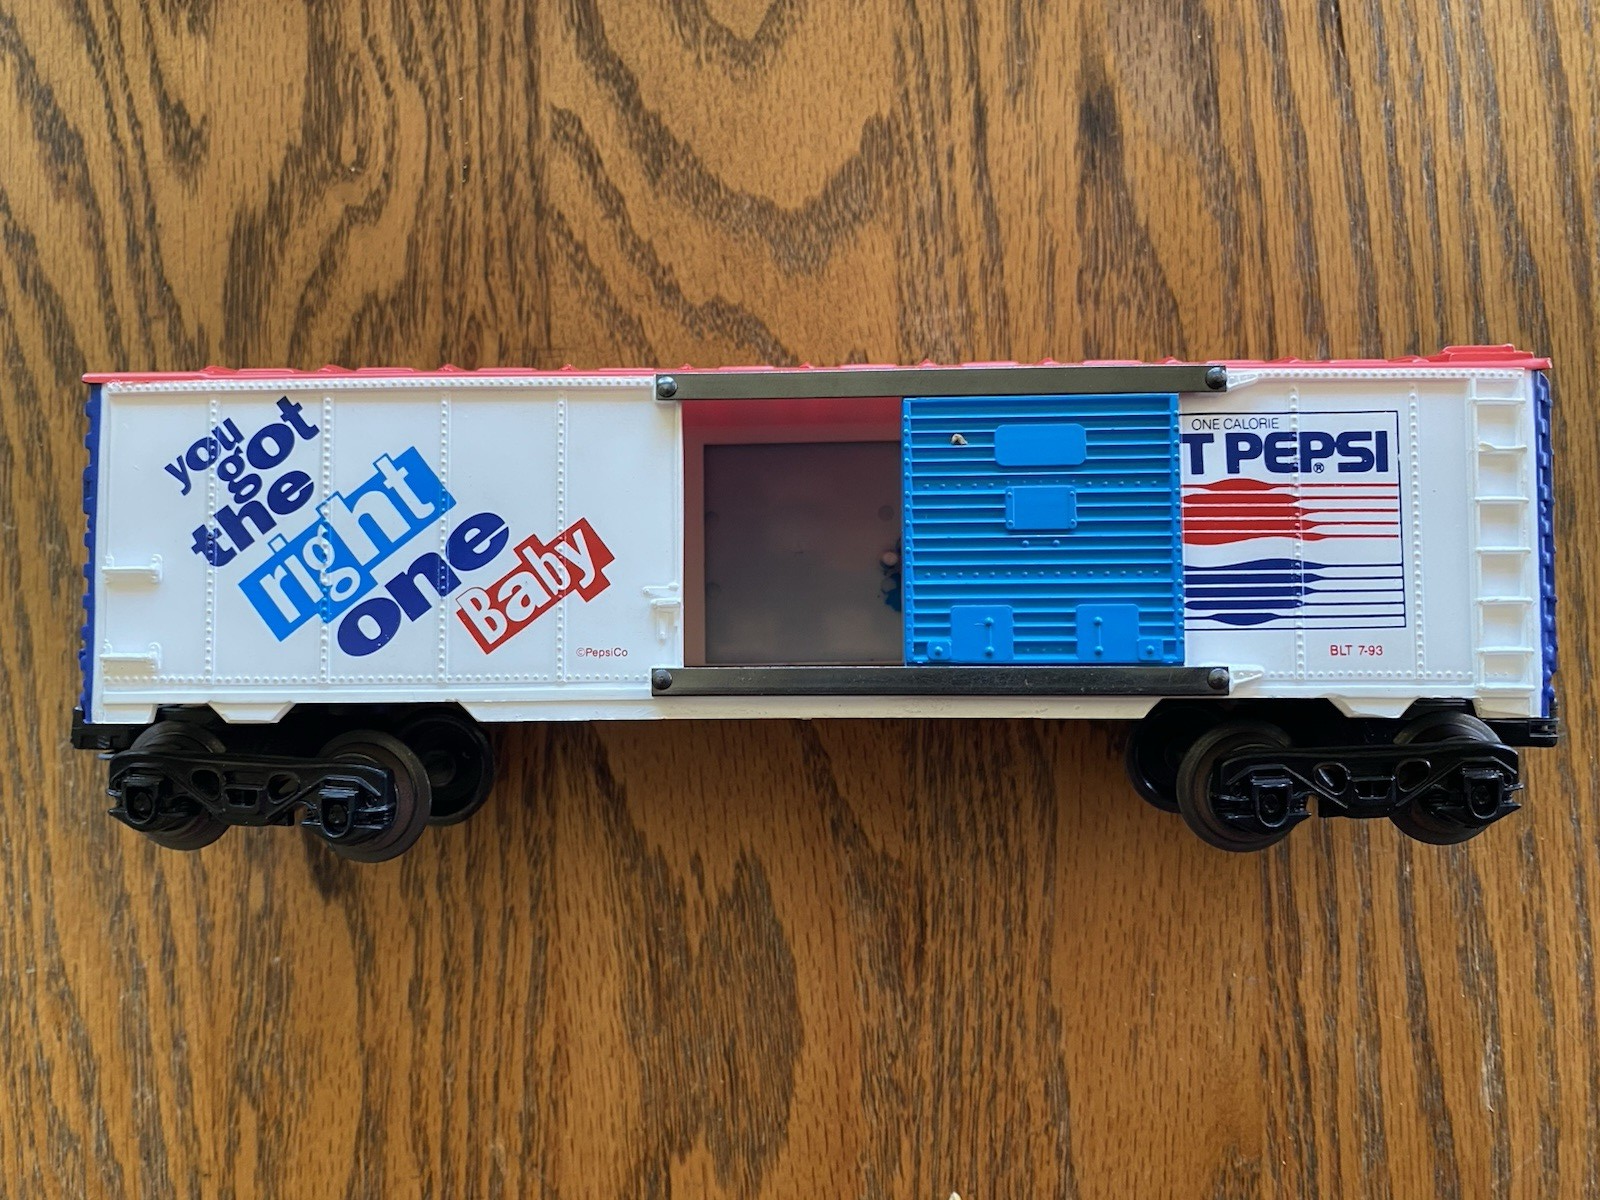 you
got
the
right
one
Baby
©PepsiCo
ONE CALORIE
T PEPSI®
BLT 7-93